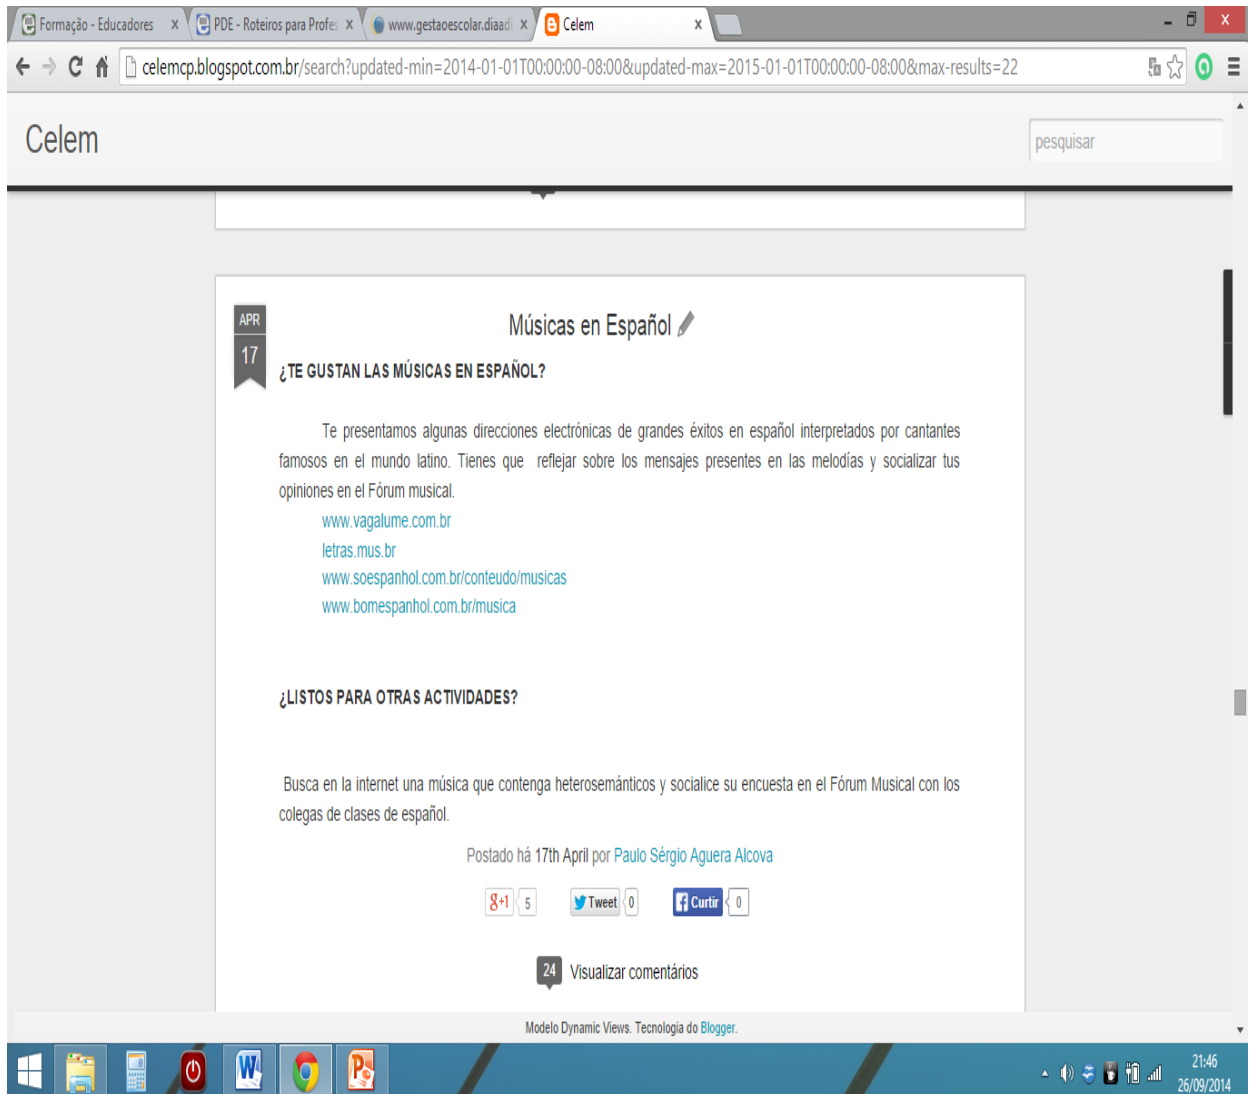 Formação - Educadores
PDE - Roteiros para Profes
www.gestaoescolar.diaadi
Celem
celemcp.blogspot.com.br/search?updated-min=2014-01-01T00:00:00-08:00&updated-max=2015-01-01T00:00:00-08:00&max-results=22
Celem
pesquisar
APR
17
Músicas en Español
¿TE GUSTAN LAS MÚSICAS EN ESPAÑOL?
Te presentamos algunas direcciones electrónicas de grandes éxitos en español interpretados por cantantes
famosos en el mundo latino. Tienes que reflejar sobre los mensajes presentes en las melodías y socializar tus
opiniones en el Fórum musical.
www.vagalume.com.br
letras.mus.br
www.soespanhol.com.br/conteudo/musicas
www.bomespanhol.com.br/musica
¿LISTOS PARA OTRAS ACTIVIDADES?
Busca en la internet una música que contenga heterosemánticos y socialice su encuesta en el Fórum Musical con los
colegas de clases de español.
Postado há 17th April por Paulo Sérgio Aguera Alcova
g+1 5 Tweet 0 Curtir 0
24 Visualizar comentários
Modelo Dynamic Views. Tecnologia do Blogger.
21:46
26/09/2014